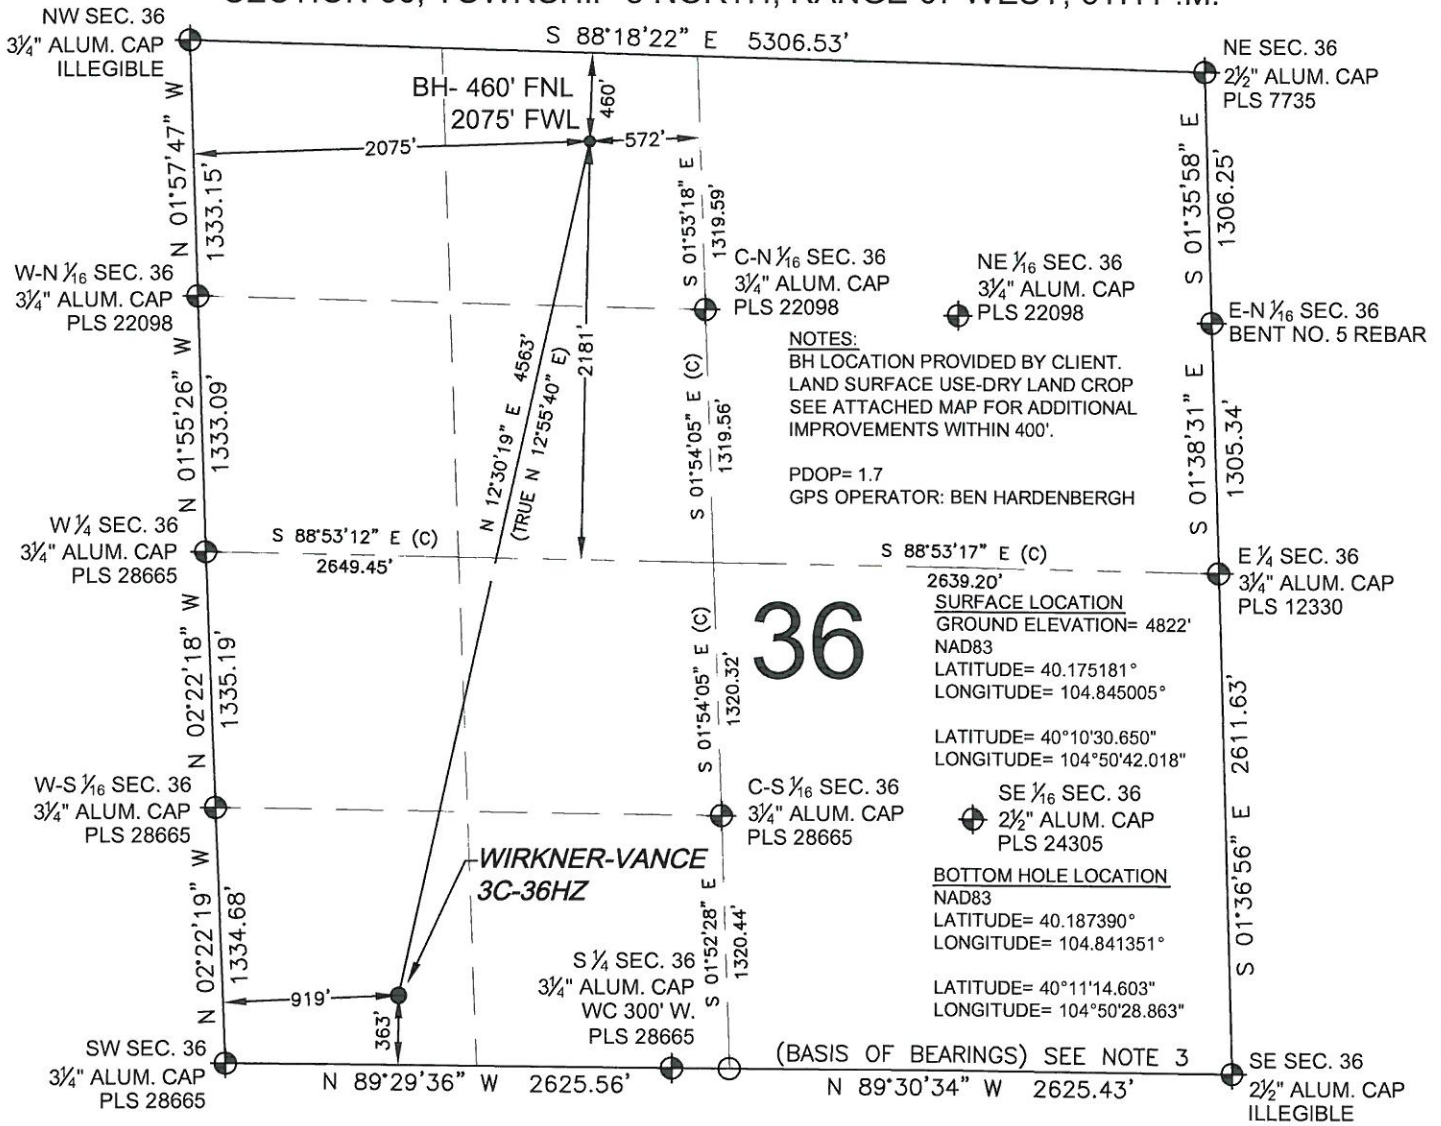 NW SEC. 36
3¼" ALUM. CAP
ILLEGIBLE
S 88°18'22" E 5306.53'
NE SEC. 36
2½" ALUM. CAP
PLS 7735
BH- 460' FNL
2075' FWL
460'
2075'
572'
N 01°57'47" W
1333.15'
S 01°53'18" E
1319.59'
S 01°35'58" E
1306.25'
W-N 1⁄16 SEC. 36
3¼" ALUM. CAP
PLS 22098
C-N 1⁄16 SEC. 36
3¼" ALUM. CAP
PLS 22098
NE 1⁄16 SEC. 36
3¼" ALUM. CAP
PLS 22098
E-N 1⁄16 SEC. 36
BENT NO. 5 REBAR
NOTES:
BH LOCATION PROVIDED BY CLIENT.
LAND SURFACE USE-DRY LAND CROP
SEE ATTACHED MAP FOR ADDITIONAL
IMPROVEMENTS WITHIN 400'.
PDOP= 1.7
GPS OPERATOR: BEN HARDENBERGH
N 01°55'26" W
1333.09'
N 12°30'19" E 4563'
(TRUE N 12°55'40" E)
2181'
S 01°54'05" E (C)
1319.56'
S 01°38'31" E
1305.34'
W ¼ SEC. 36
3¼" ALUM. CAP
PLS 28665
S 88°53'12" E (C)
2649.45'
S 88°53'17" E (C)
2639.20'
E ¼ SEC. 36
3¼" ALUM. CAP
PLS 12330
36
SURFACE LOCATION
GROUND ELEVATION= 4822'
NAD83
LATITUDE= 40.175181°
LONGITUDE= 104.845005°
LATITUDE= 40°10'30.650"
LONGITUDE= 104°50'42.018"
N 02°22'18" W
1335.19'
S 01°54'05" E (C)
1320.32'
S 01°36'56" E 2611.63'
W-S 1⁄16 SEC. 36
3¼" ALUM. CAP
PLS 28665
C-S 1⁄16 SEC. 36
3¼" ALUM. CAP
PLS 28665
SE 1⁄16 SEC. 36
2½" ALUM. CAP
PLS 24305
WIRKNER-VANCE
3C-36HZ
BOTTOM HOLE LOCATION
NAD83
LATITUDE= 40.187390°
LONGITUDE= 104.841351°
LATITUDE= 40°11'14.603"
LONGITUDE= 104°50'28.863"
N 02°22'19" W
1334.68'
919'
363'
S 01°52'28" E
1320.44'
S ¼ SEC. 36
3¼" ALUM. CAP
WC 300' W.
PLS 28665
SW SEC. 36
3¼" ALUM. CAP
PLS 28665
N 89°29'36" W 2625.56'
(BASIS OF BEARINGS) SEE NOTE 3
N 89°30'34" W 2625.43'
SE SEC. 36
2½" ALUM. CAP
ILLEGIBLE